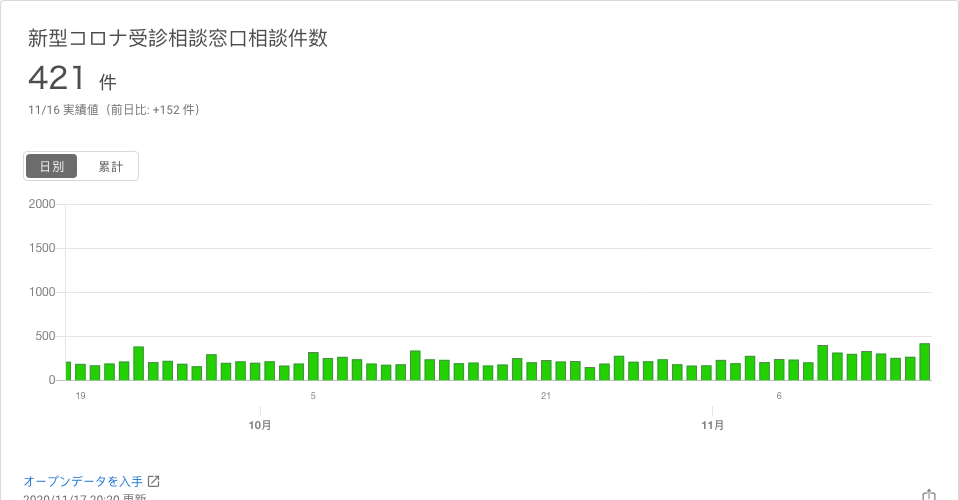 新型コロナ受診相談窓口相談件数
421 件
11/16 実績値（前日比: +152 件）
日別 累計
2000
1500
1000
500
0
19 5 21 6
10月 11月
オープンデータを入手
2020/11/17 20:20 更新